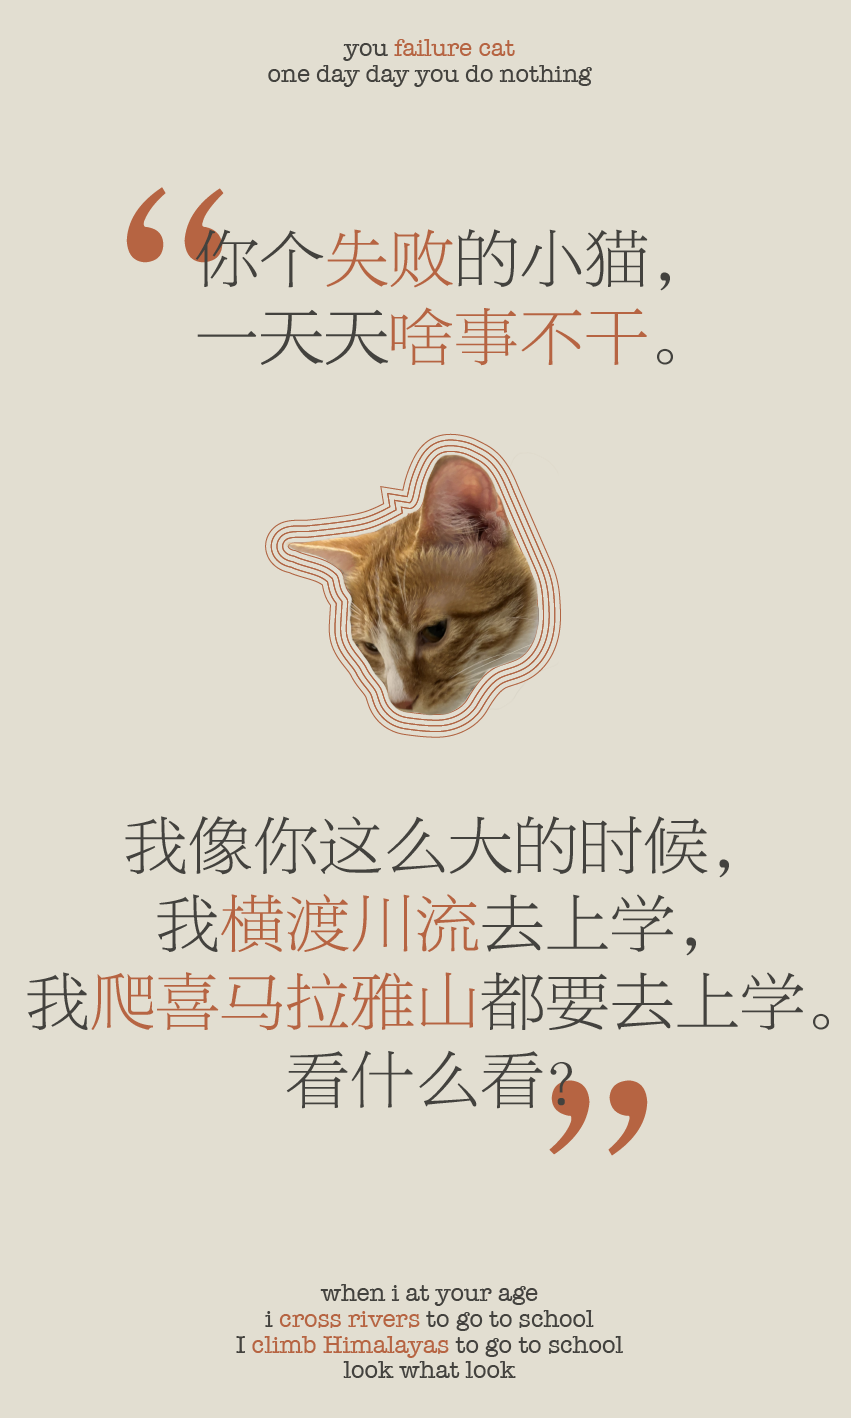 you failure cat
one day day you do nothing
“你个失败的小猫，
一天天啥事不干。
我像你这么大的时候，
我横渡川流去上学，
我爬喜马拉雅山都要去上学。
看什么看？”
when i at your age
i cross rivers to go to school
I climb Himalayas to go to school
look what look